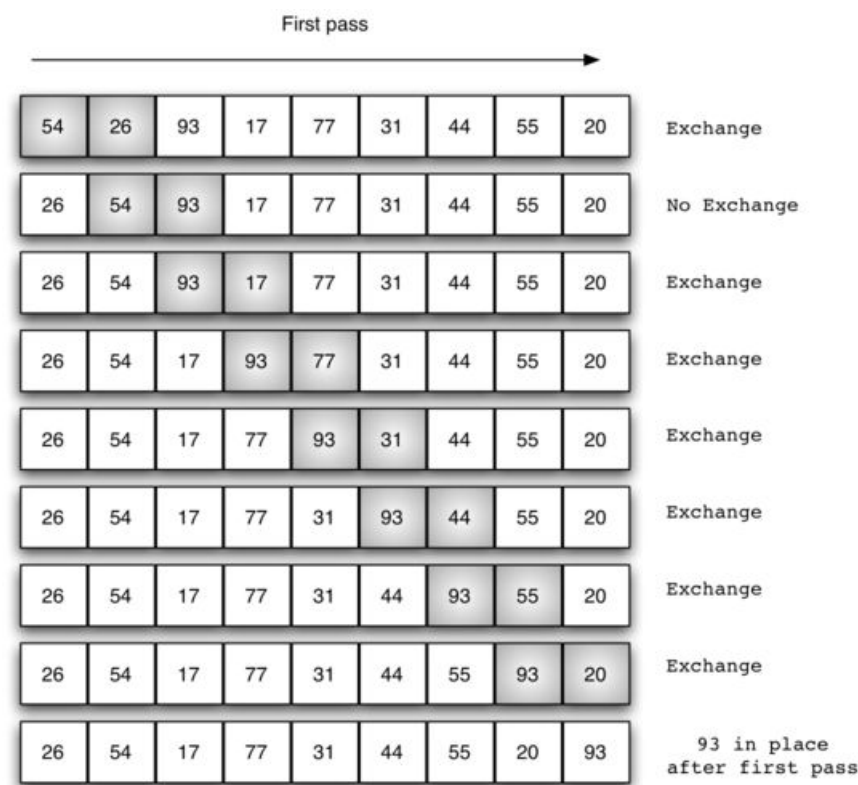 First pass
54 26 93 17 77 31 44 55 20 Exchange
26 54 93 17 77 31 44 55 20 No Exchange
26 54 93 17 77 31 44 55 20 Exchange
26 54 17 93 77 31 44 55 20 Exchange
26 54 17 77 93 31 44 55 20 Exchange
26 54 17 77 31 93 44 55 20 Exchange
26 54 17 77 31 44 93 55 20 Exchange
26 54 17 77 31 44 55 93 20 Exchange
26 54 17 77 31 44 55 20 93 93 in place
after first pass